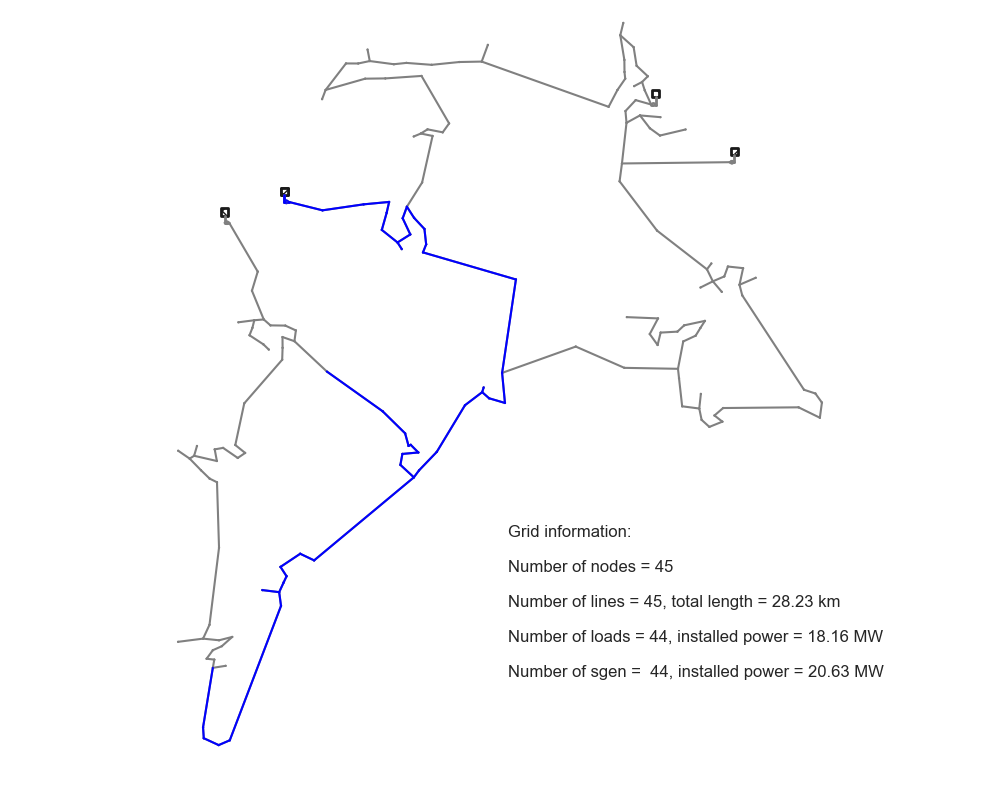 Grid information:
Number of nodes = 45
Number of lines = 45, total length = 28.23 km
Number of loads = 44, installed power = 18.16 MW
Number of sgen =  44, installed power = 20.63 MW